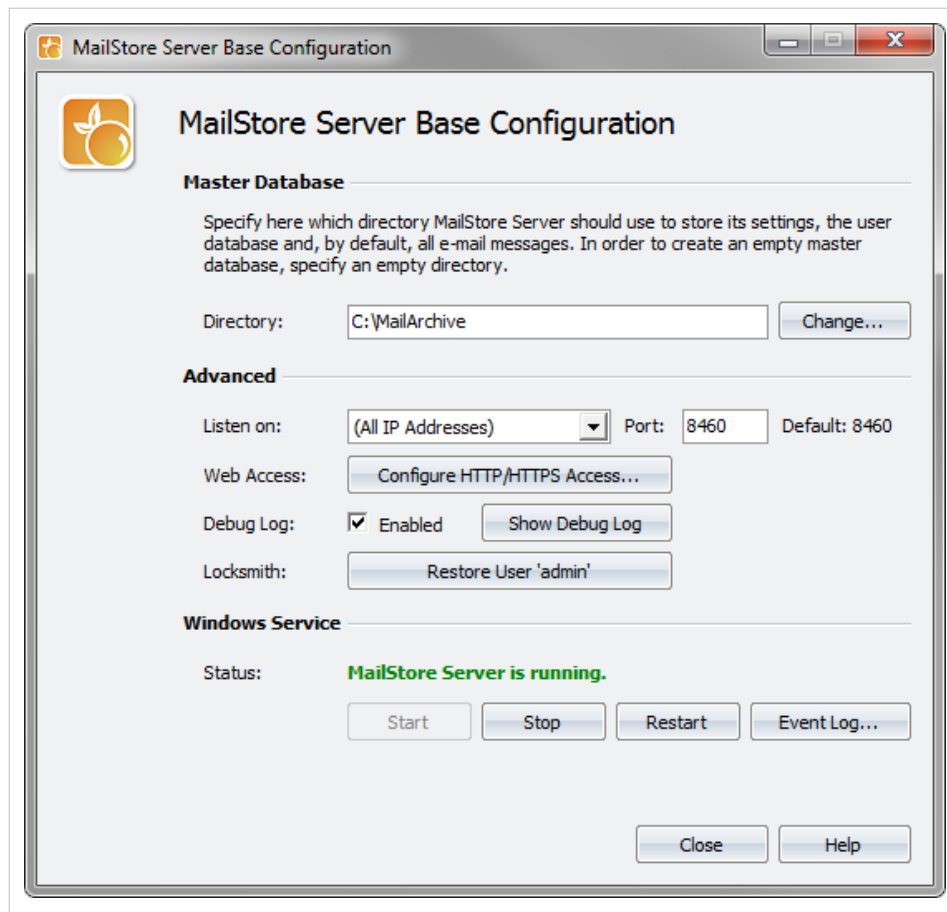 MailStore Server Base Configuration
MailStore Server Base Configuration
Master Database
Specify here which directory MailStore Server should use to store its settings, the user
database and, by default, all e-mail messages. In order to create an empty master
database, specify an empty directory.
Directory: C:\MailArchive Change...
Advanced
Listen on: (All IP Addresses) Port: 8460 Default: 8460
Web Access: Configure HTTP/HTTPS Access...
Debug Log: Enabled Show Debug Log
Locksmith: Restore User 'admin'
Windows Service
Status: MailStore Server is running.
Start Stop Restart Event Log...
Close Help